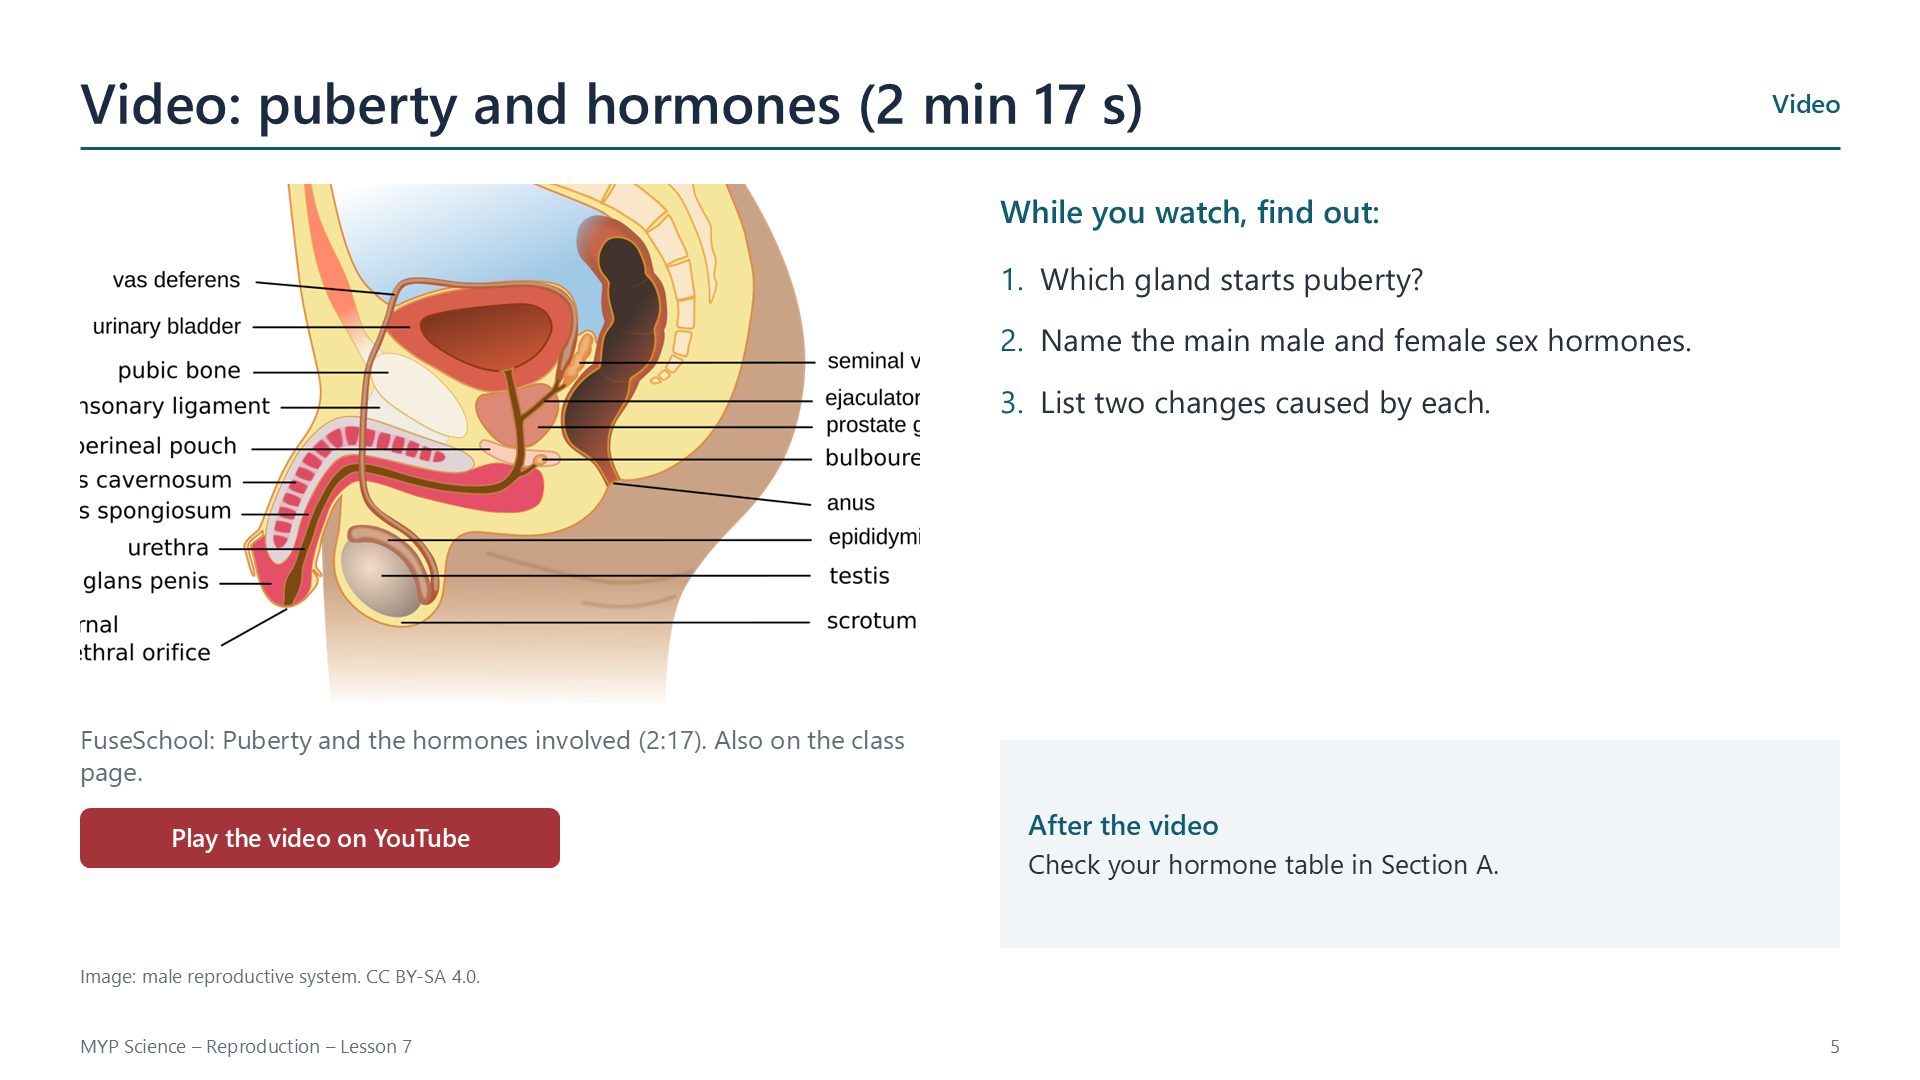 Video: puberty and hormones (2 min 17 s)
Video
vas deferens
urinary bladder
pubic bone
ligament
perineal pouch
cavernosum
spongiosum
urethra
glans penis
orifice
seminal
prostate
anus
testis
scrotum
FuseSchool: Puberty and the hormones involved (2:17). Also on the class
page.
Play the video on YouTube
Image: male reproductive system. CC BY-SA 4.0.
While you watch, find out:
1. Which gland starts puberty?
2. Name the main male and female sex hormones.
3. List two changes caused by each.
After the video
Check your hormone table in Section A.
MYP Science – Reproduction – Lesson 7
5